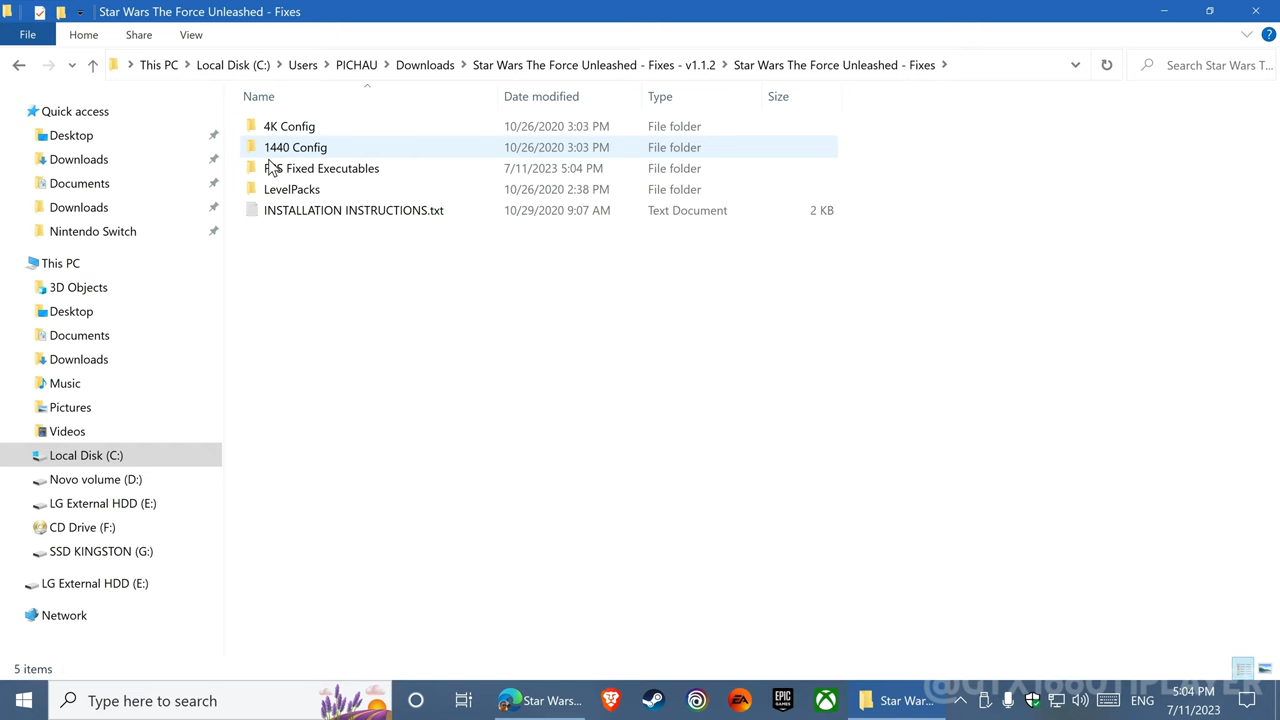 Star Wars The Force Unleashed - Fixes
File Home Share View
This PC Local Disk (C:) Users PICHAU Downloads Star Wars The Force Unleashed - Fixes - v1.1.2 Star Wars The Force Unleashed - Fixes Search Star Wars T...
Name Date modified Type Size
Quick access
Desktop
Downloads
Documents
Downloads
Nintendo Switch
This PC
3D Objects
Desktop
Documents
Downloads
Music
Pictures
Videos
Local Disk (C:)
Novo volume (D:)
LG External HDD (E:)
CD Drive (F:)
SSD KINGSTON (G:)
LG External HDD (E:)
Network
4K Config 10/26/2020 3:03 PM File folder
1440 Config 10/26/2020 3:03 PM File folder
Fixed Executables 7/11/2023 5:04 PM File folder
LevelPacks 10/26/2020 2:38 PM File folder
INSTALLATION INSTRUCTIONS.txt 10/29/2020 9:07 AM Text Document 2 KB
5 items
Type here to search
Star Wars...
EA
EPIC GAMES
Star War...
ENG
5:04 PM
7/11/2023